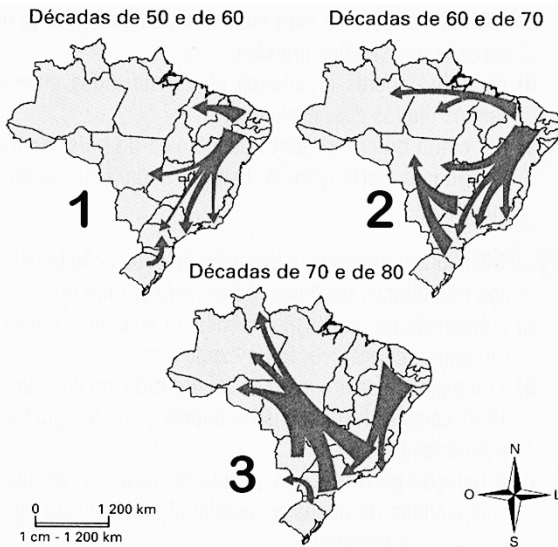 Décadas de 50 e de 60
Décadas de 60 e de 70
1
2
Décadas de 70 e de 80
3
0 1 200 km
1 cm - 1 200 km
N
O
L
S